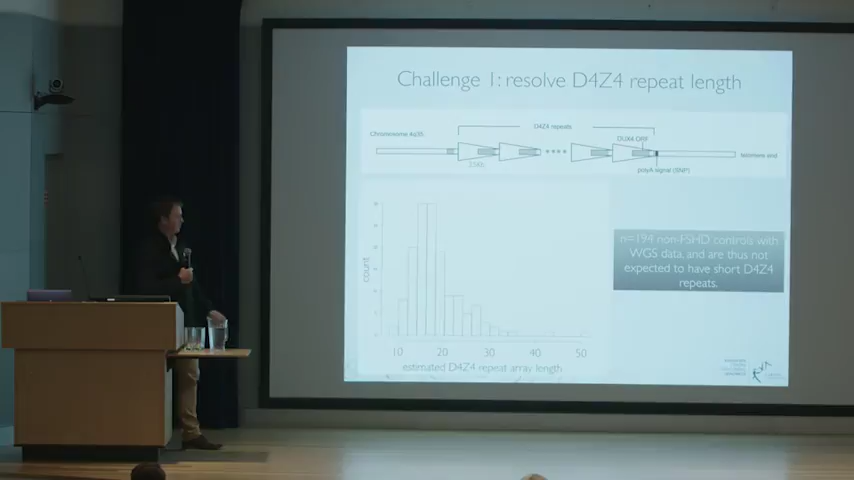 Challenge 1: resolve D4Z4 repeat length
D4Z4 repeats
Chromosome 4q35
DUX4 ORF
telomere end
polyA signal (SNP)
n=194 non-FSHD controls with
WGS data, and are thus not
expected to have short D4Z4
repeats.
count
10 20 30 40 50
estimated D4Z4 repeat array length